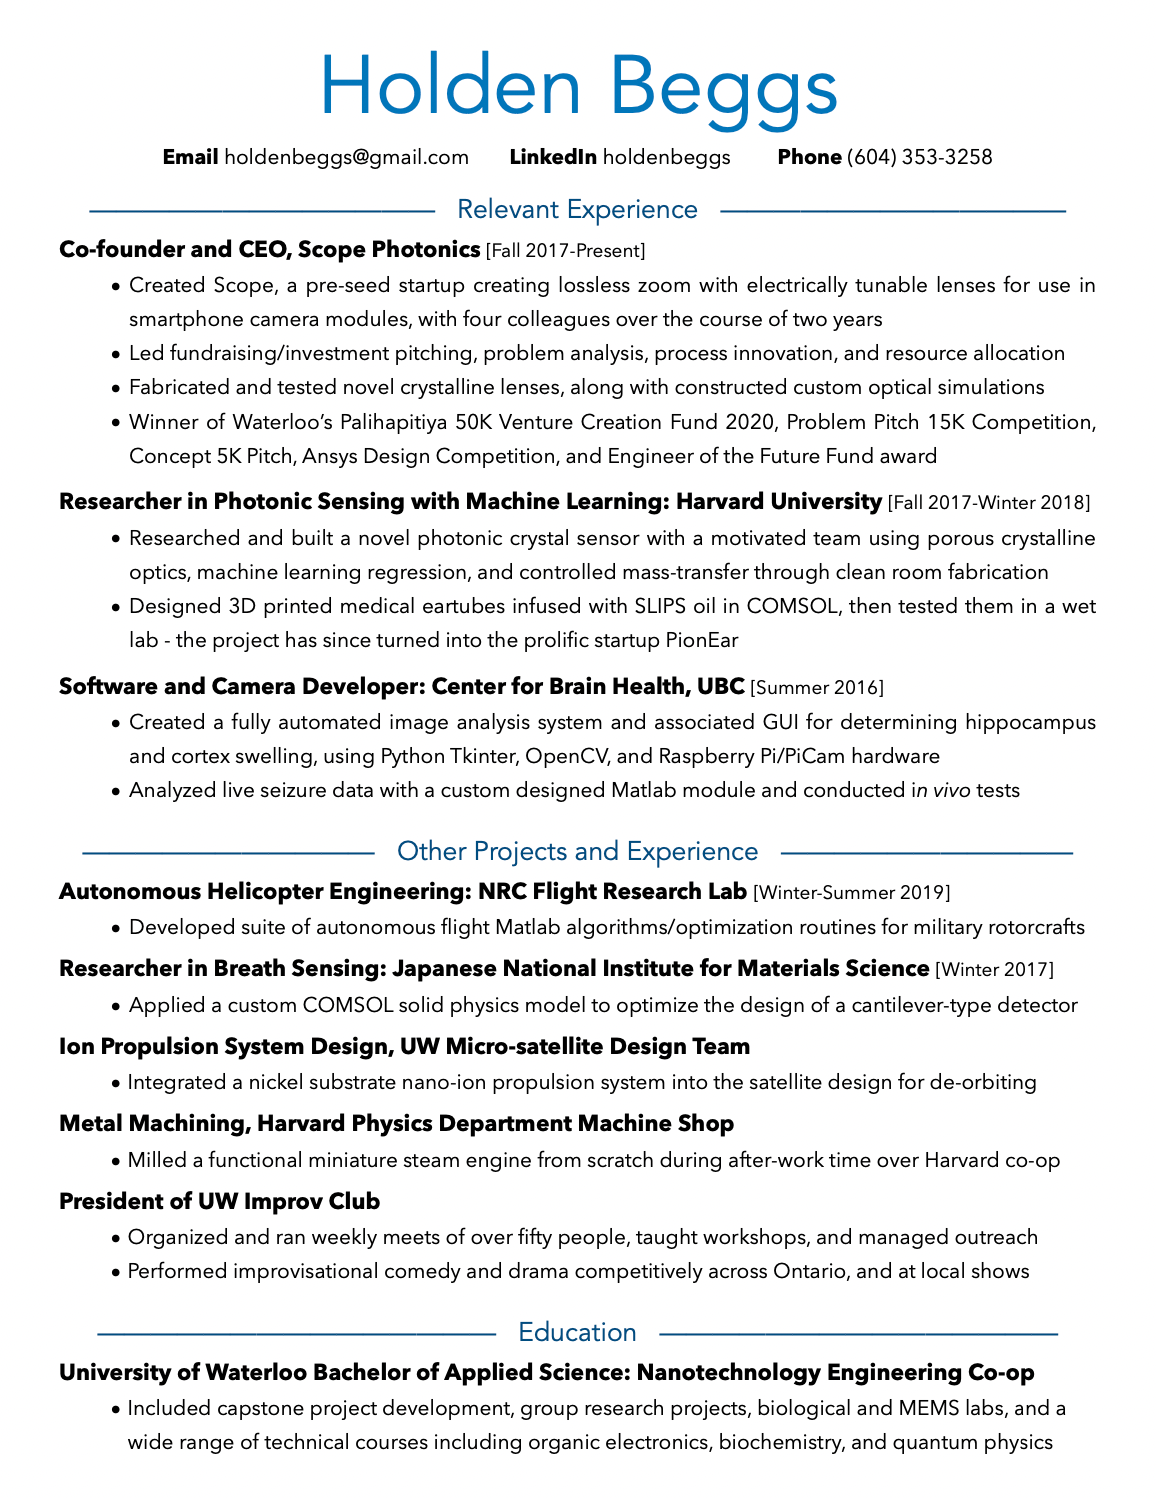 Holden Beggs
Email holdenbeggs@gmail.com LinkedIn holdenbeggs Phone (604) 353-3258
Relevant Experience
Co-founder and CEO, Scope Photonics [Fall 2017-Present]
• Created Scope, a pre-seed startup creating lossless zoom with electrically tunable lenses for use in
smartphone camera modules, with four colleagues over the course of two years
• Led fundraising/investment pitching, problem analysis, process innovation, and resource allocation
• Fabricated and tested novel crystalline lenses, along with constructed custom optical simulations
• Winner of Waterloo’s Palihapitiya 50K Venture Creation Fund 2020, Problem Pitch 15K Competition,
Concept 5K Pitch, Ansys Design Competition, and Engineer of the Future Fund award
Researcher in Photonic Sensing with Machine Learning: Harvard University [Fall 2017-Winter 2018]
• Researched and built a novel photonic crystal sensor with a motivated team using porous crystalline
optics, machine learning regression, and controlled mass-transfer through clean room fabrication
• Designed 3D printed medical eartubes infused with SLIPS oil in COMSOL, then tested them in a wet
lab - the project has since turned into the prolific startup PionEar
Software and Camera Developer: Center for Brain Health, UBC [Summer 2016]
• Created a fully automated image analysis system and associated GUI for determining hippocampus
and cortex swelling, using Python Tkinter, OpenCV, and Raspberry Pi/PiCam hardware
• Analyzed live seizure data with a custom designed Matlab module and conducted in vivo tests
Other Projects and Experience
Autonomous Helicopter Engineering: NRC Flight Research Lab [Winter-Summer 2019]
• Developed suite of autonomous flight Matlab algorithms/optimization routines for military rotorcrafts
Researcher in Breath Sensing: Japanese National Institute for Materials Science [Winter 2017]
• Applied a custom COMSOL solid physics model to optimize the design of a cantilever-type detector
Ion Propulsion System Design, UW Micro-satellite Design Team
• Integrated a nickel substrate nano-ion propulsion system into the satellite design for de-orbiting
Metal Machining, Harvard Physics Department Machine Shop
• Milled a functional miniature steam engine from scratch during after-work time over Harvard co-op
President of UW Improv Club
• Organized and ran weekly meets of over fifty people, taught workshops, and managed outreach
• Performed improvisational comedy and drama competitively across Ontario, and at local shows
Education
University of Waterloo Bachelor of Applied Science: Nanotechnology Engineering Co-op
• Included capstone project development, group research projects, biological and MEMS labs, and a
wide range of technical courses including organic electronics, biochemistry, and quantum physics